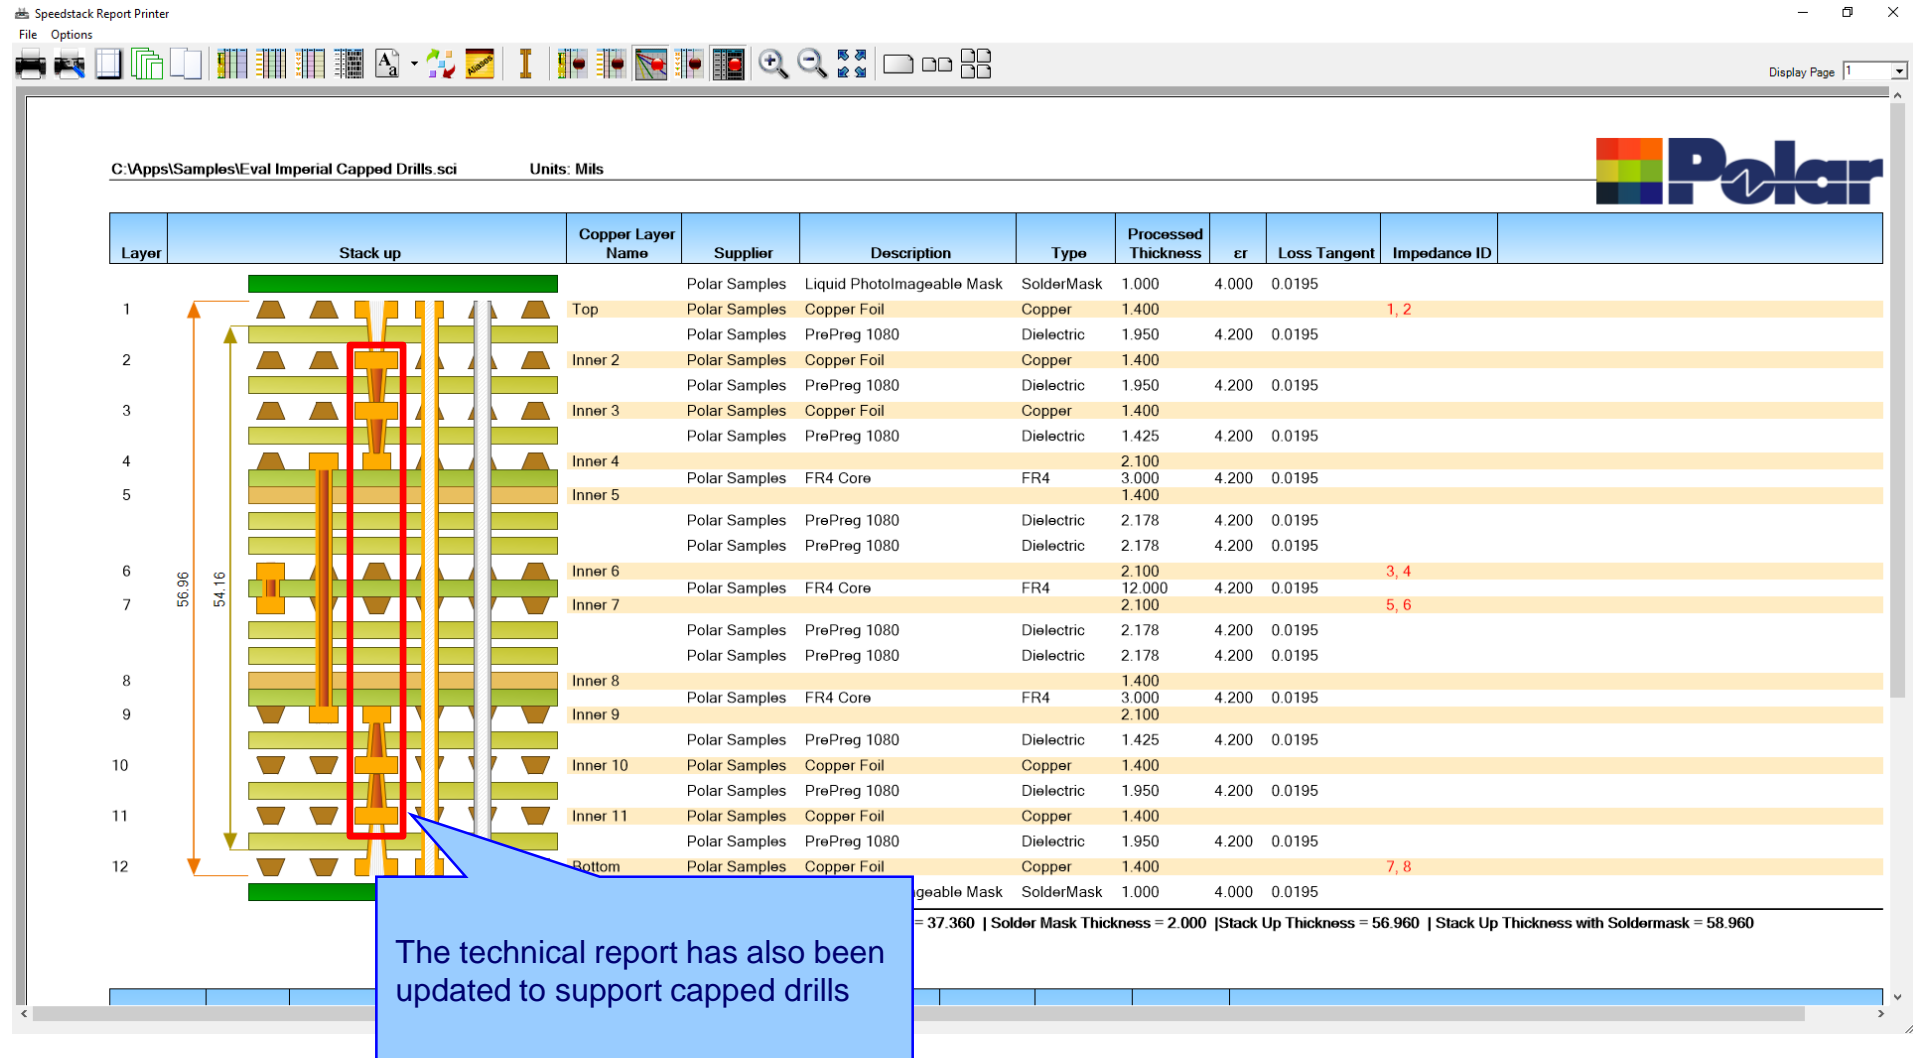 Speedstack Report Printer
File Options
Aa Aliases
Display Page 1
C:\Apps\Samples\Eval Imperial Capped Drills.sci Units: Mils
Polar
Layer Stack up Copper Layer Name Supplier Description Type Processed Thickness εr Loss Tangent Impedance ID
Polar Samples Liquid PhotoImageable Mask SolderMask 1.000 4.000 0.0195
1 Top Polar Samples Copper Foil Copper 1.400 1, 2
Polar Samples PrePreg 1080 Dielectric 1.950 4.200 0.0195
2 Inner 2 Polar Samples Copper Foil Copper 1.400
Polar Samples PrePreg 1080 Dielectric 1.950 4.200 0.0195
3 Inner 3 Polar Samples Copper Foil Copper 1.400
Polar Samples PrePreg 1080 Dielectric 1.425 4.200 0.0195
4 Inner 4 2.100
Polar Samples FR4 Core FR4 3.000 4.200 0.0195
5 Inner 5 1.400
Polar Samples PrePreg 1080 Dielectric 2.178 4.200 0.0195
Polar Samples PrePreg 1080 Dielectric 2.178 4.200 0.0195
6 Inner 6 2.100 3, 4
56.96 54.16
Polar Samples FR4 Core FR4 12.000 4.200 0.0195
7 Inner 7 2.100 5, 6
Polar Samples PrePreg 1080 Dielectric 2.178 4.200 0.0195
Polar Samples PrePreg 1080 Dielectric 2.178 4.200 0.0195
8 Inner 8 1.400
Polar Samples FR4 Core FR4 3.000 4.200 0.0195
9 Inner 9 2.100
Polar Samples PrePreg 1080 Dielectric 1.425 4.200 0.0195
10 Inner 10 Polar Samples Copper Foil Copper 1.400
Polar Samples PrePreg 1080 Dielectric 1.950 4.200 0.0195
11 Inner 11 Polar Samples Copper Foil Copper 1.400
Polar Samples PrePreg 1080 Dielectric 1.950 4.200 0.0195
12 Bottom Polar Samples Copper Foil Copper 1.400 7, 8
geable Mask SolderMask 1.000 4.000 0.0195
= 37.360 | Solder Mask Thickness = 2.000 |Stack Up Thickness = 56.960 | Stack Up Thickness with Soldermask = 58.960
The technical report has also been
updated to support capped drills